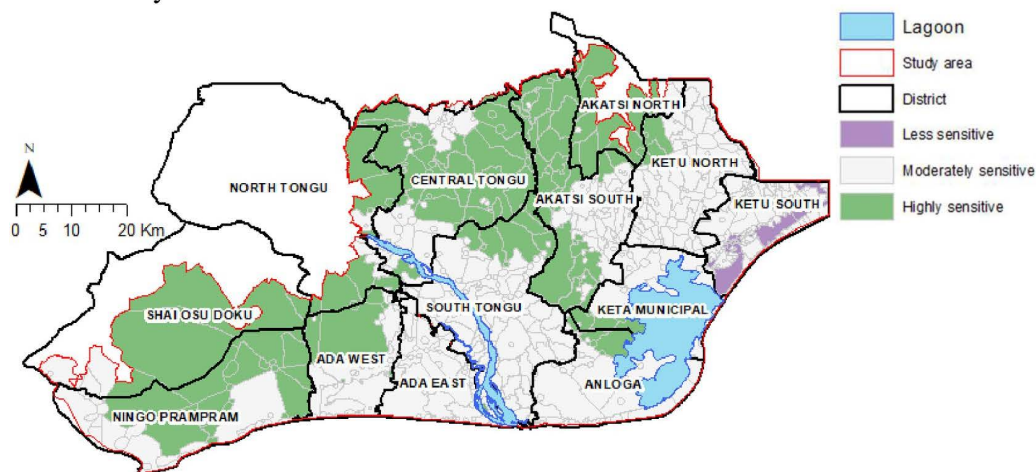 Lagoon
Study area
District
Less sensitive
Moderately sensitive
Highly sensitive
AKATSI NORTH
KETU NORTH
NORTH TONGU
CENTRAL TONGU
AKATSI SOUTH
KETU SOUTH
N
0 5 10 20 Km
SHAI OSU DOKU
SOUTH TONGU
KETA MUNICIPAL
ADA WEST
ADA EAST
ANLOGA
NINGO PRAMPRAM